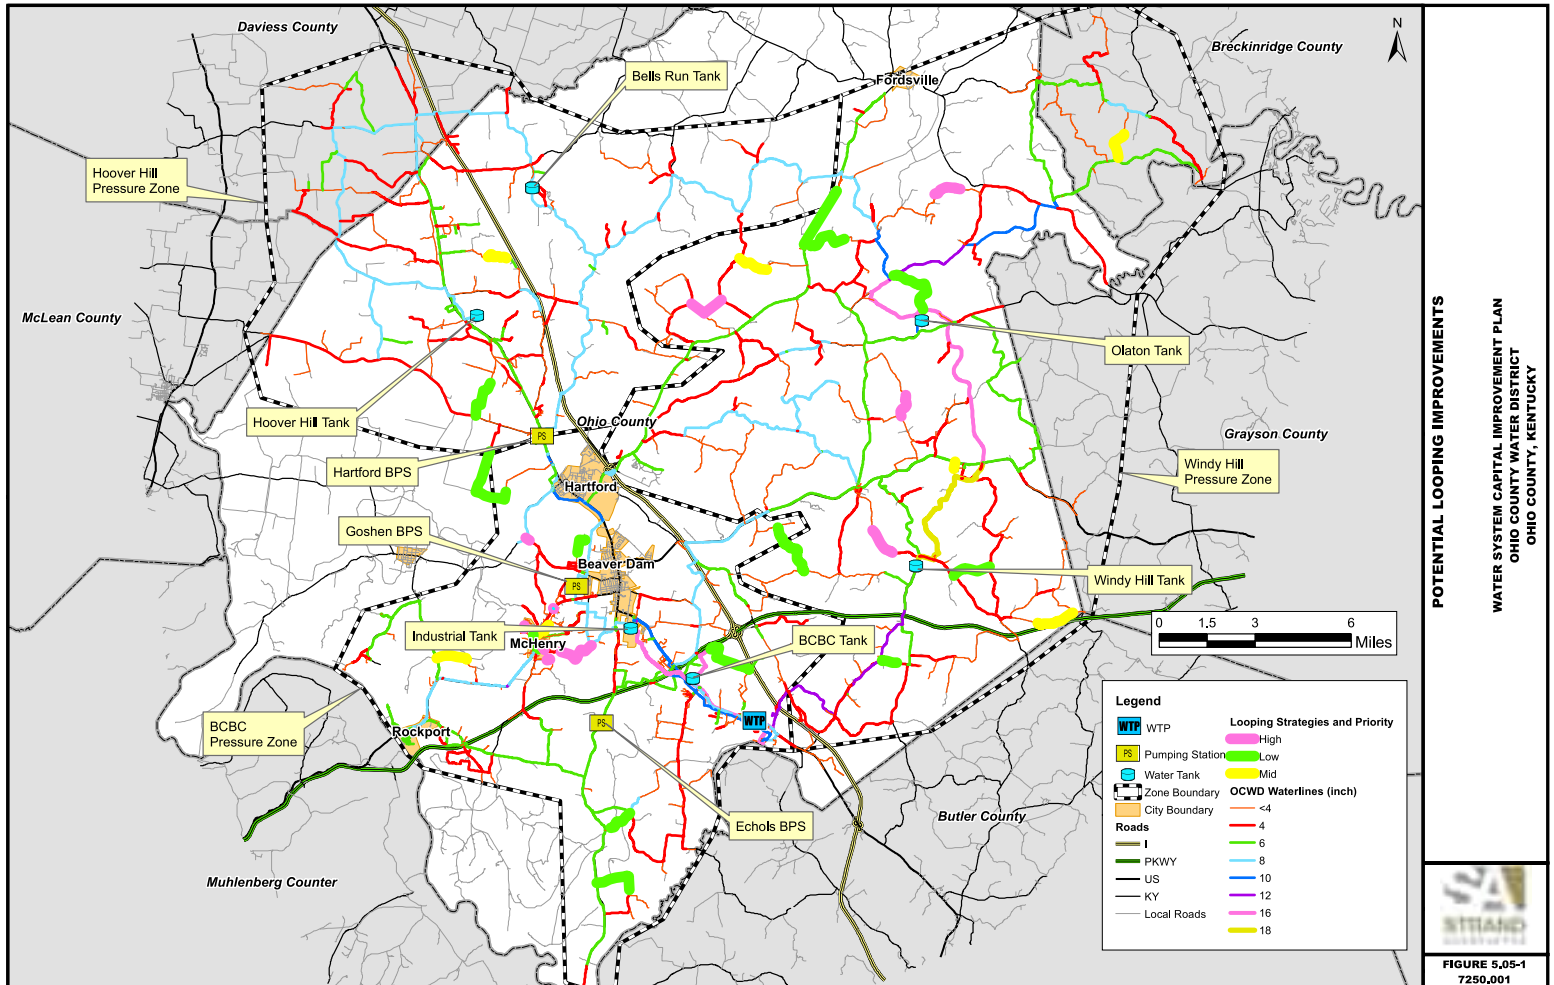 Daviess County
Breckinridge County
N
Bells Run Tank
Fordsville
Hoover Hill
Pressure Zone
McLean County
Olaton Tank
Hoover Hill Tank
Ohio County
PS
Grayson County
Hartford BPS
Windy Hill
Pressure Zone
Hartford
Goshen BPS
Beaver Dam
PS
Windy Hill Tank
Industrial Tank
McHenry
BCBC Tank
0 1.5 3 6
Miles
BCBC
Pressure Zone
Rockport
PS
WTP
Echols BPS
Butler County
Muhlenberg Counter
Legend
WTP WTP
PS Pumping Station
Water Tank
Zone Boundary
City Boundary
Roads
I
PKWY
US
KY
Local Roads
Looping Strategies and Priority
High
Low
Mid
OCWD Waterlines (inch)
<4
4
6
8
10
12
16
18
POTENTIAL LOOPING IMPROVEMENTS
WATER SYSTEM CAPITAL IMPROVEMENT PLAN
OHIO COUNTY WATER DISTRICT
OHIO COUNTY, KENTUCKY
SA
STRAND
FIGURE 5.05-1
7250.001